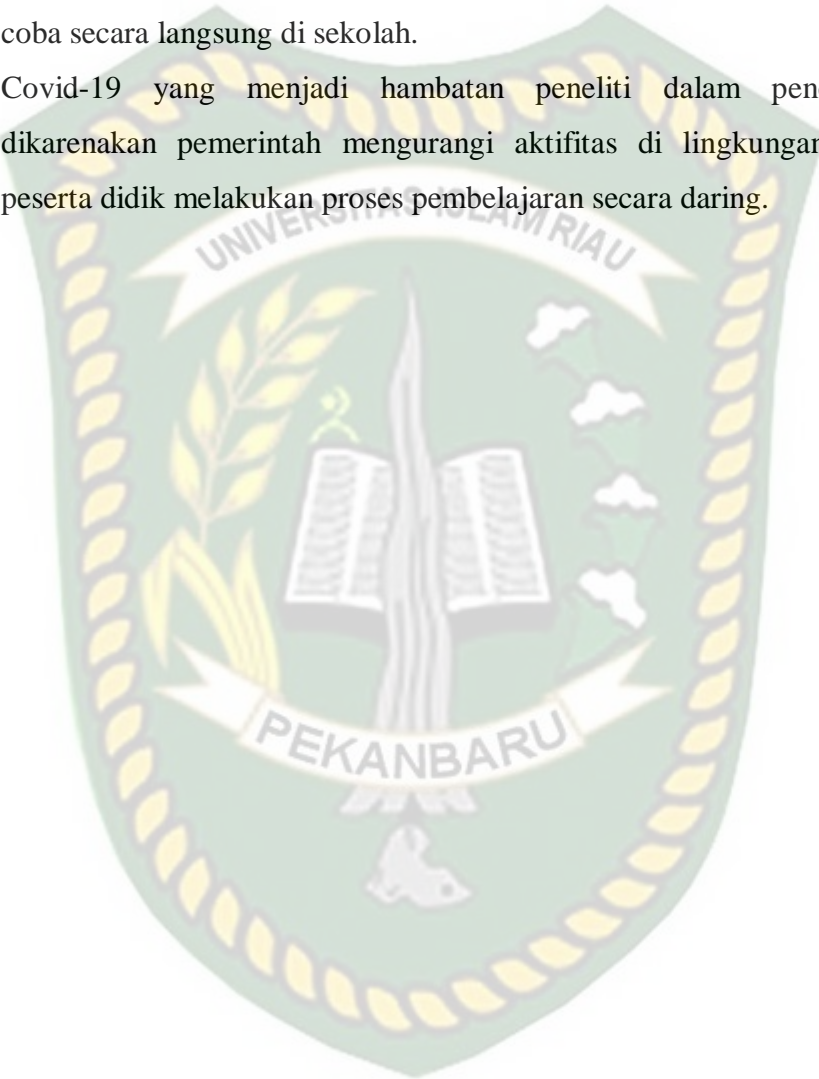 coba secara langsung di sekolah.
Covid-19 yang menjadi hambatan peneliti dalam pen
dikarenakan pemerintah mengurangi aktifitas di lingkungan
peserta didik melakukan proses pembelajaran secara daring.
UNIVERSITAS ISLAM RIAU
PEKANBARU